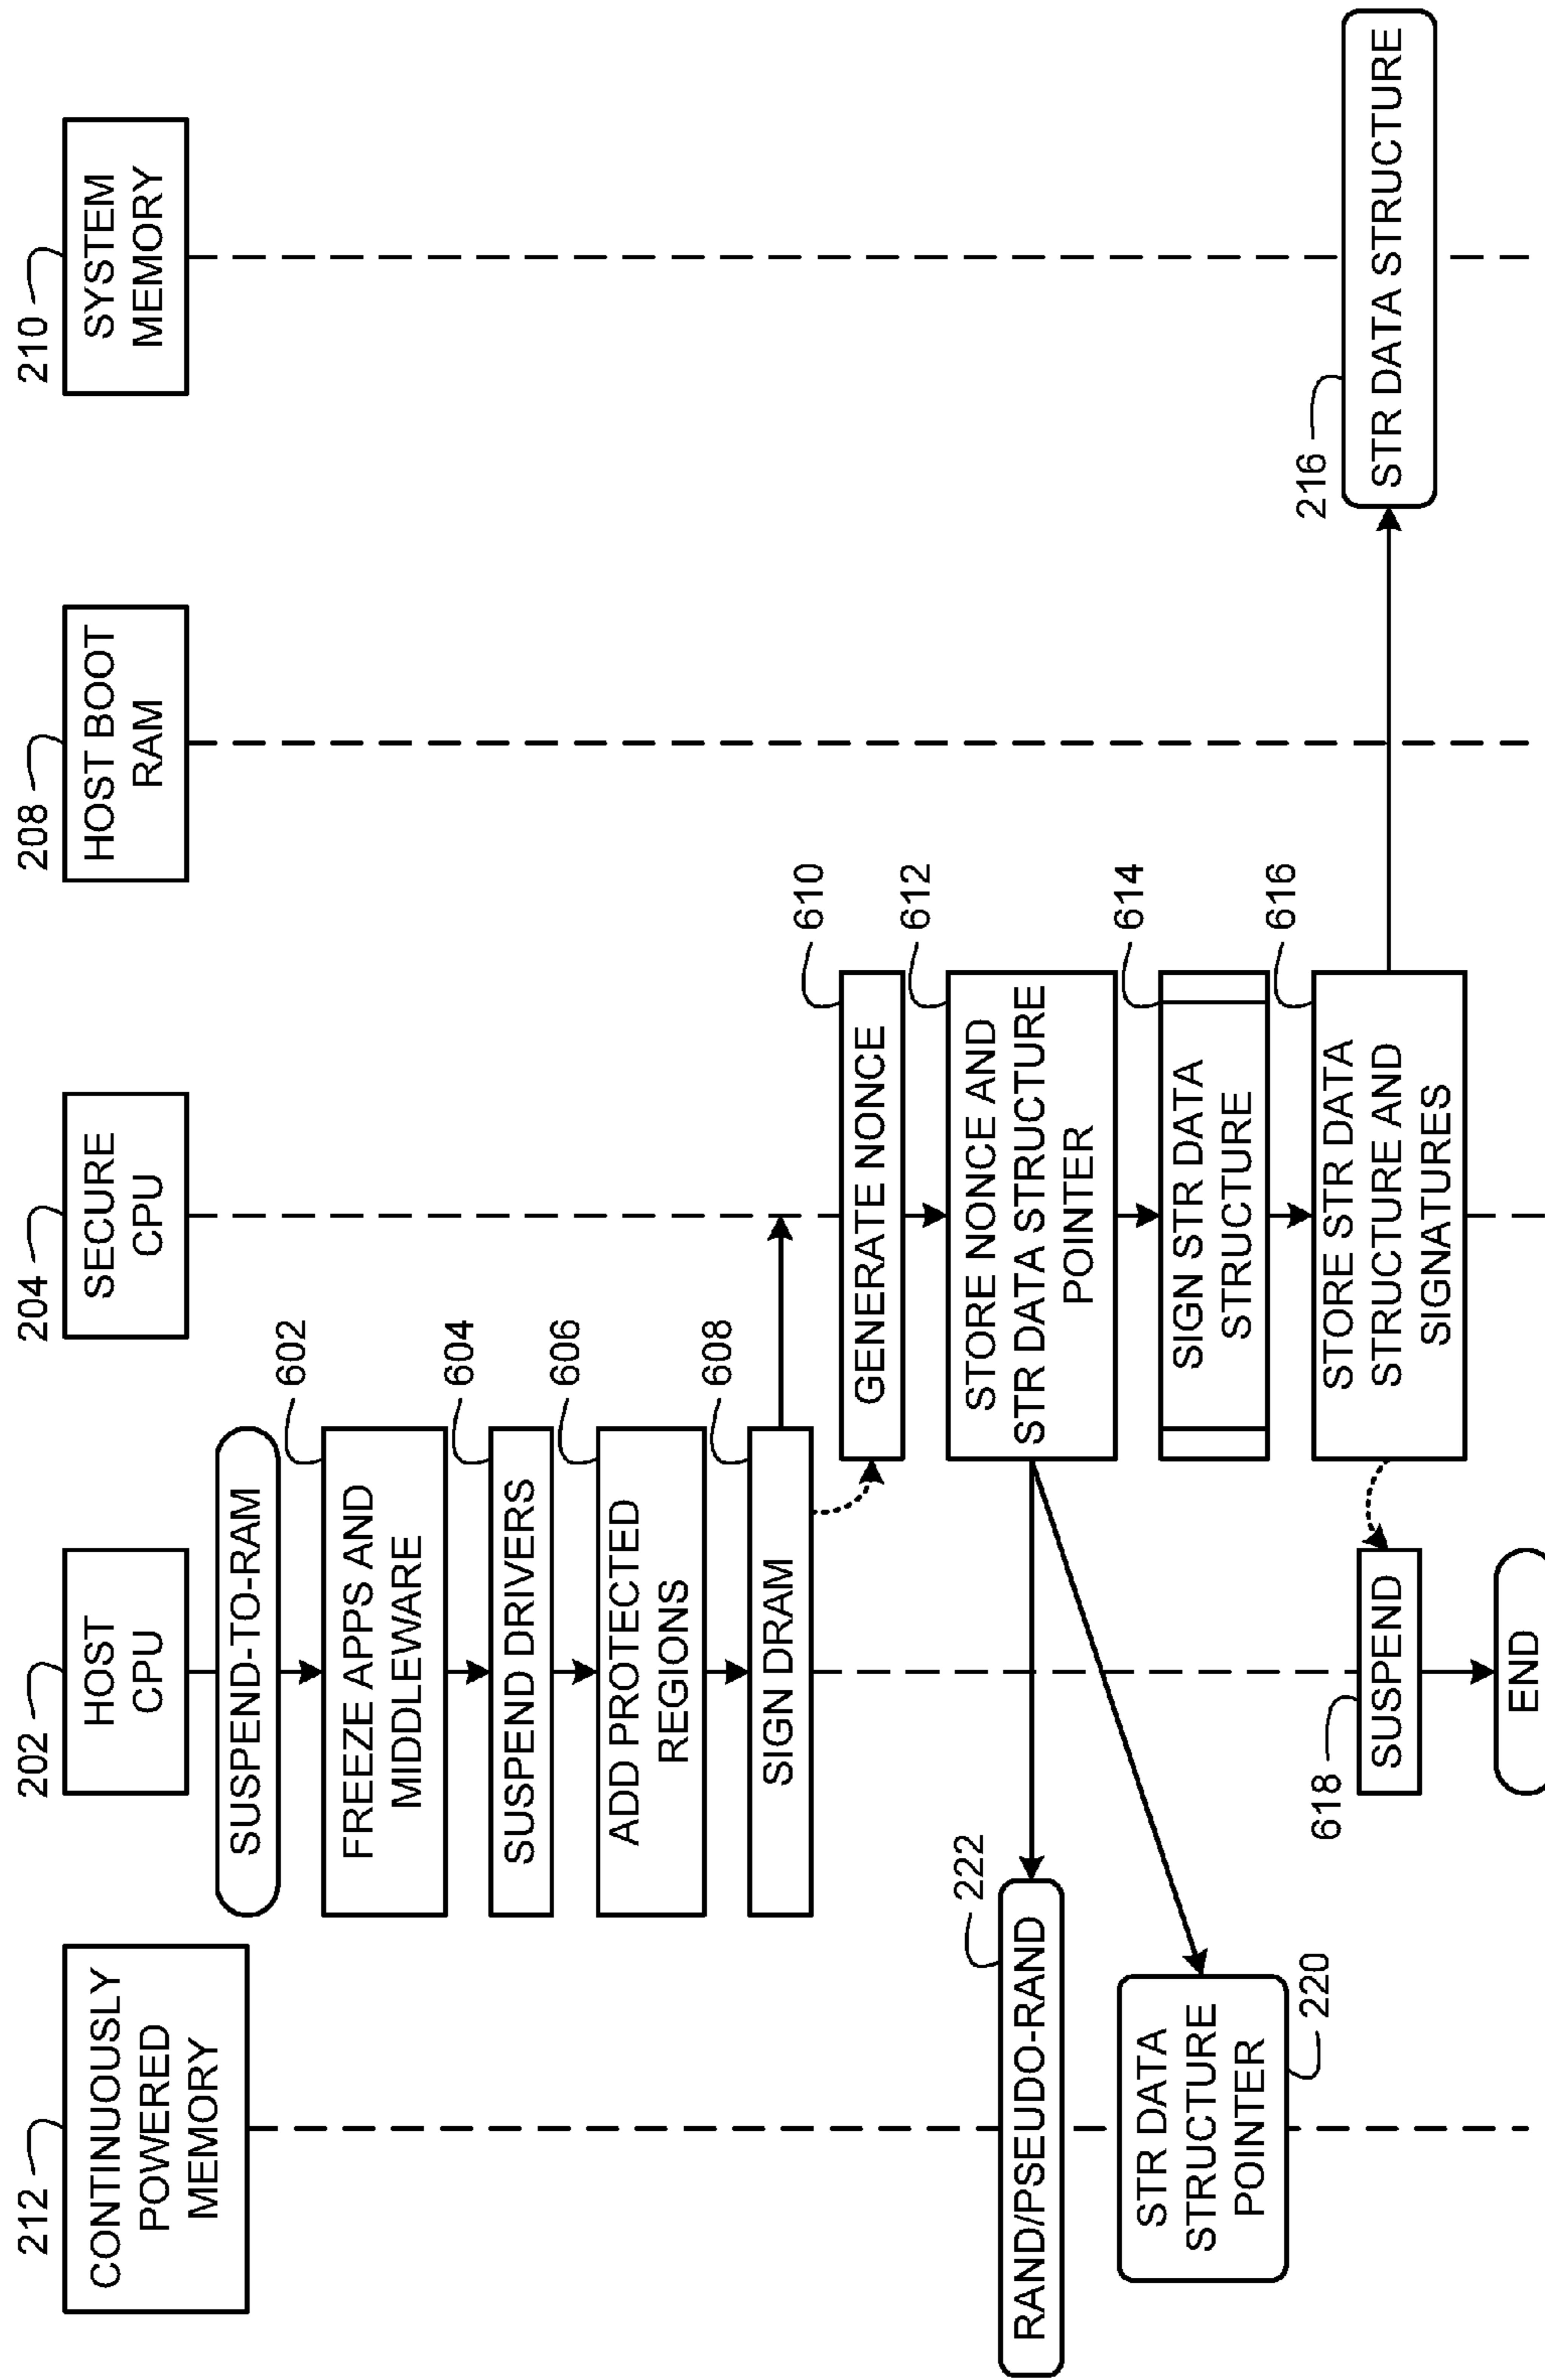 212
CONTINUOUSLY
POWERED
MEMORY
202
HOST
CPU
204
SECURE
CPU
208
HOST BOOT
RAM
210
SYSTEM
MEMORY
SUSPEND-TO-RAM
602
FREEZE APPS AND
MIDDLEWARE
604
SUSPEND DRIVERS
606
ADD PROTECTED
REGIONS
608
SIGN DRAM
610
GENERATE NONCE
612
STORE NONCE AND
STR DATA STRUCTURE
POINTER
222
RAND/PSEUDO-RAND
STR DATA
STRUCTURE
POINTER
220
614
SIGN STR DATA
STRUCTURE
616
STORE STR DATA
STRUCTURE AND
SIGNATURES
216
STR DATA STRUCTURE
618
SUSPEND
END